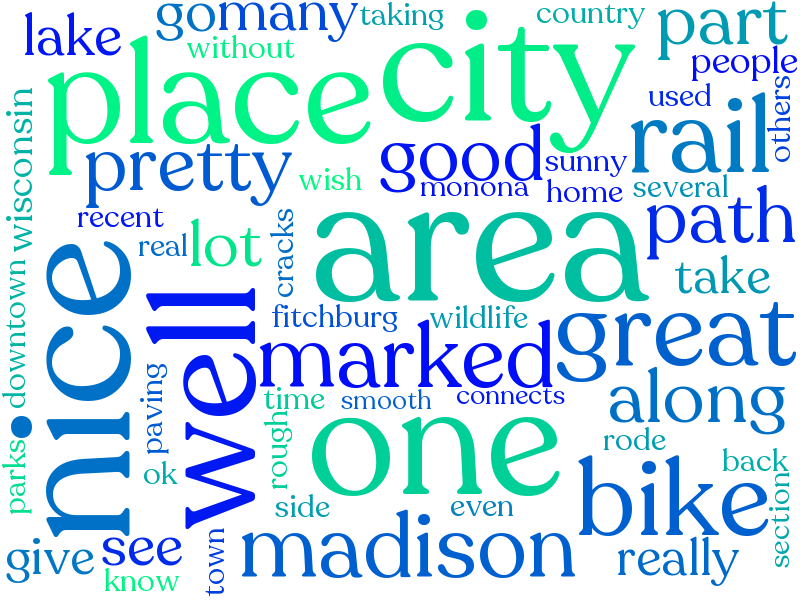 lake
go
many
taking
country
part
without
people
place
city
used
others
wisconsin
rail
pretty
good
sunny
wish
monona
home
several
recent
area
path
real
lot
cracks
take
nice
well
downtown
fitchburg
wildlife
great
marked
along
paving
time
smooth
connects
one
rough
rode
parks
ok
back
bike
section
side
even
give
see
know
town
madison
really